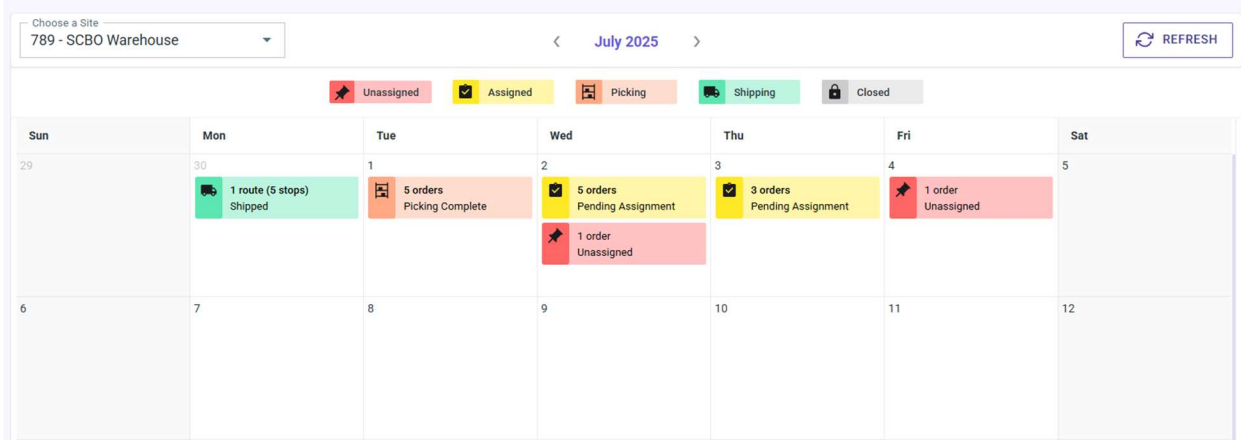 Choose a Site
789 - SCBO Warehouse
July 2025
REFRESH
Unassigned
Assigned
Picking
Shipping
Closed
Sun
Mon
Tue
Wed
Thu
Fri
Sat
29
30
1 route (5 stops)
Shipped
1
5 orders
Picking Complete
2
5 orders
Pending Assignment
1 order
Unassigned
3
3 orders
Pending Assignment
4
1 order
Unassigned
5
6
7
8
9
10
11
12